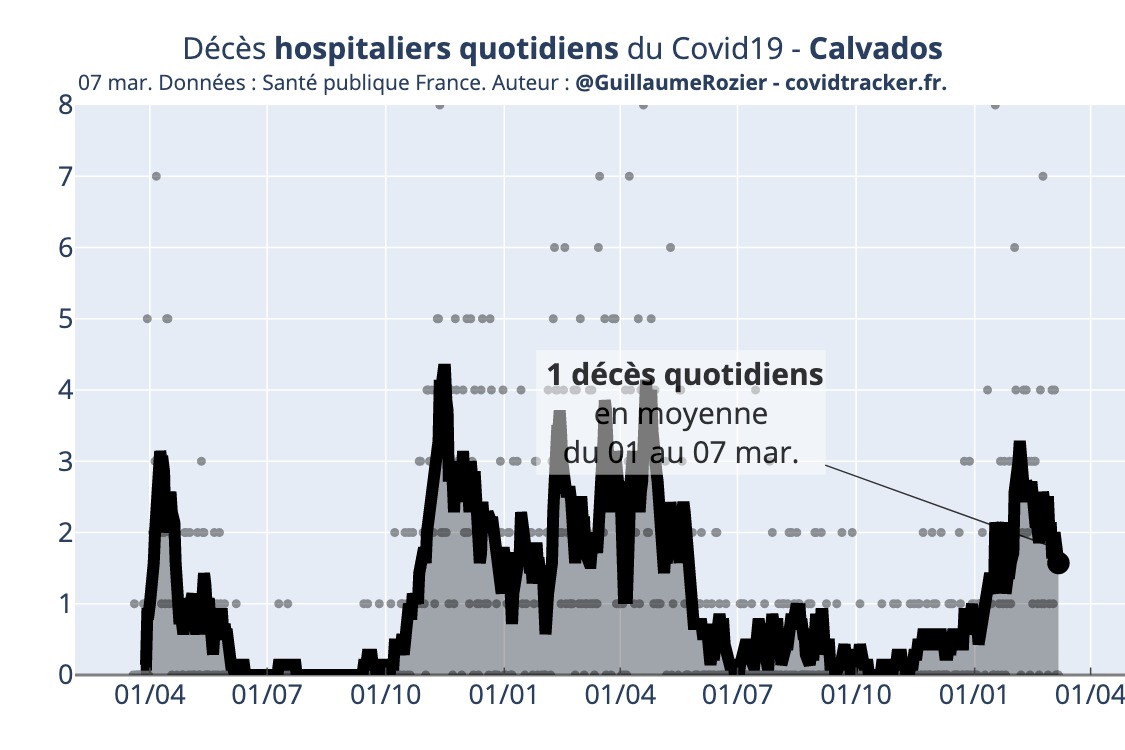 Décès hospitaliers quotidiens du Covid19 - Calvados
07 mar. Données : Santé publique France. Auteur : @GuillaumeRozier - covidtracker.fr.
8
7
6
5
4
3
2
1
0
1 décès quotidiens
en moyenne
du 01 au 07 mar.
01/04 01/07 01/10 01/01 01/04 01/07 01/10 01/01 01/04